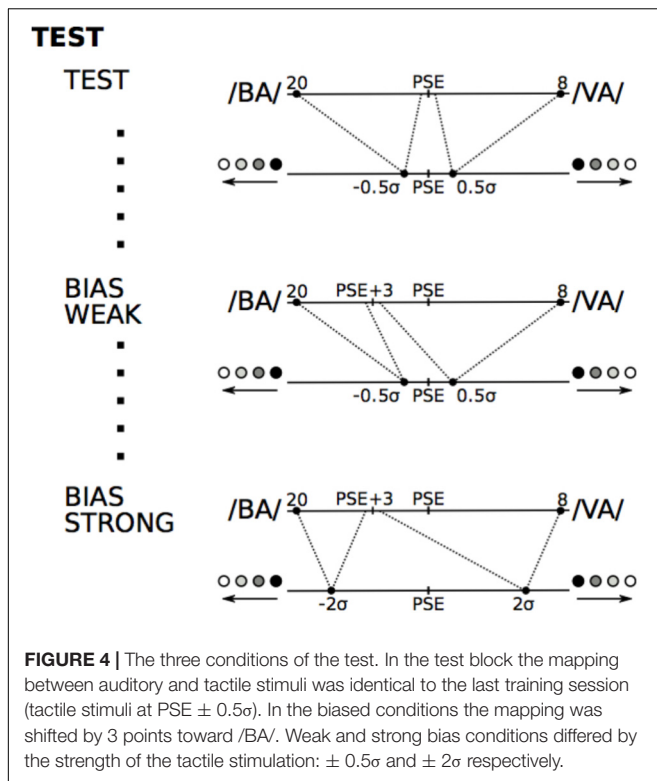 TEST
TEST
/BA/ 20 PSE 8 /VA/
-0.5σ PSE 0.5σ
BIAS
WEAK
/BA/ 20 PSE+3 PSE 8 /VA/
-0.5σ PSE 0.5σ
BIAS
STRONG
/BA/ 20 PSE+3 PSE 8 /VA/
-2σ PSE 2σ
FIGURE 4 | The three conditions of the test. In the test block the mapping
between auditory and tactile stimuli was identical to the last training session
(tactile stimuli at PSE ± 0.5σ). In the biased conditions the mapping was
shifted by 3 points toward /BA/. Weak and strong bias conditions differed by
the strength of the tactile stimulation: ± 0.5σ and ± 2σ respectively.